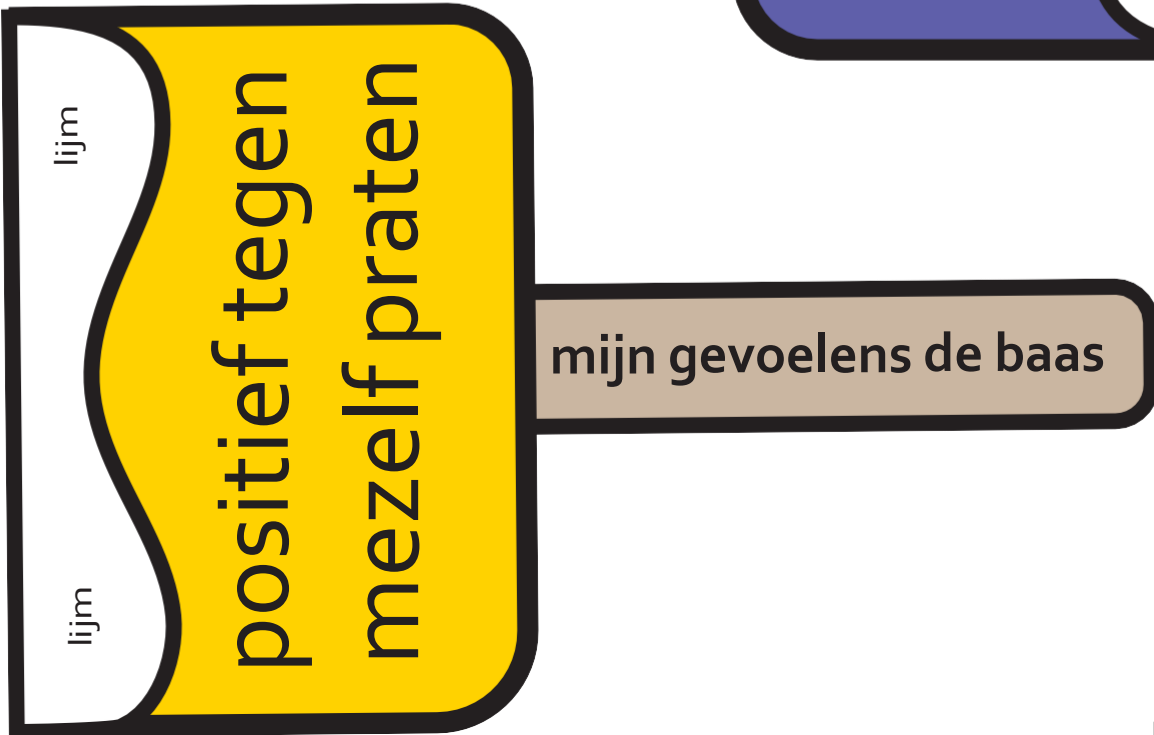 lijm
lijm
positief tegen
mezelf praten
mijn gevoelens de baas